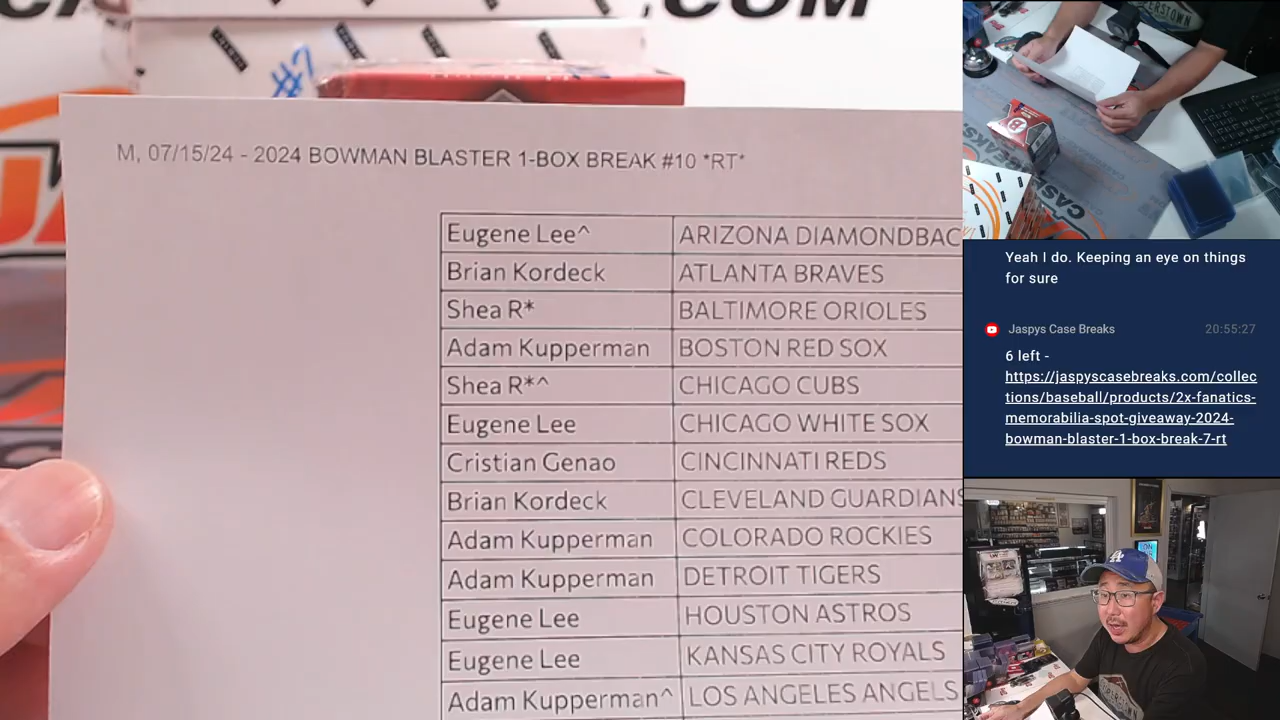 .COM
#7
M, 07/15/24 - 2024 BOWMAN BLASTER 1-BOX BREAK #10 *RT*
Eugene Lee^ ARIZONA DIAMONDBAC
Brian Kordeck ATLANTA BRAVES
Shea R* BALTIMORE ORIOLES
Adam Kupperman BOSTON RED SOX
Shea R*^ CHICAGO CUBS
Eugene Lee CHICAGO WHITE SOX
Cristian Genao CINCINNATI REDS
Brian Kordeck CLEVELAND GUARDIANS
Adam Kupperman COLORADO ROCKIES
Adam Kupperman DETROIT TIGERS
Eugene Lee HOUSTON ASTROS
Eugene Lee KANSAS CITY ROYALS
Adam Kupperman^ LOS ANGELES ANGELS
CASE
Yeah I do. Keeping an eye on things
for sure
Jaspys Case Breaks 20:55:27
6 left -
https://jaspyscasebreaks.com/collec
tions/baseball/products/2x-fanatics-
memorabilia-spot-giveaway-2024-
bowman-blaster-1-box-break-7-rt
LA